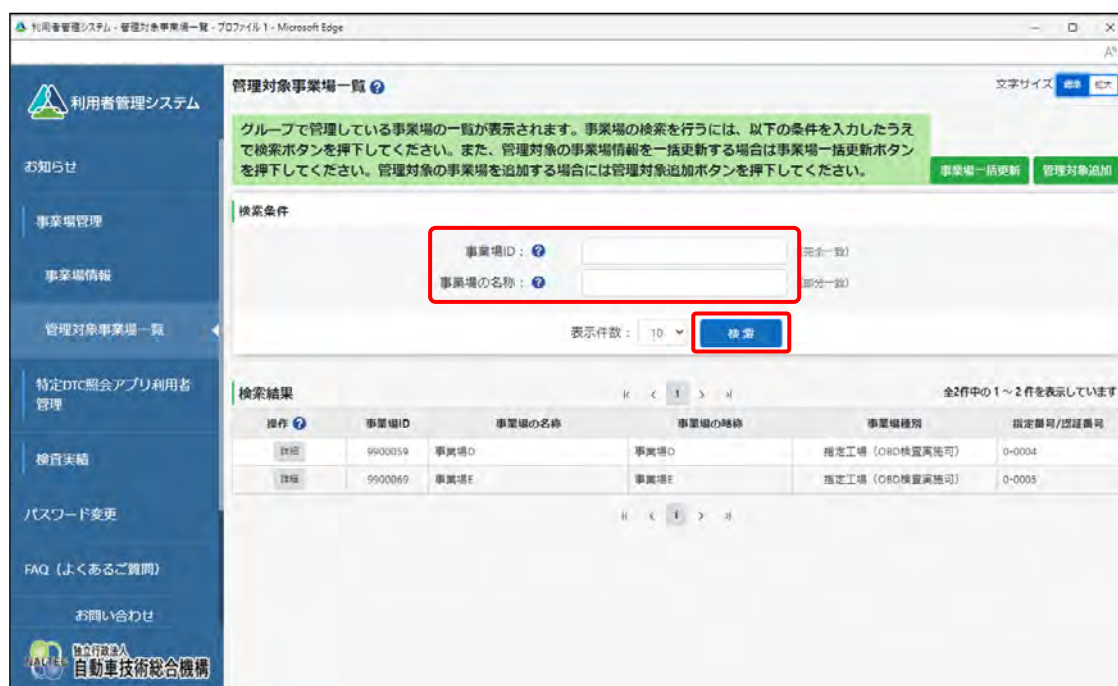 利用者管理システム - 管理対象事業場一覧 - プロファイル 1 - Microsoft Edge
利用者管理システム
管理対象事業場一覧
文字サイズ 標準 拡大
グループで管理している事業場の一覧が表示されます。事業場の検索を行うには、以下の条件を入力したうえ
で検索ボタンを押下してください。また、管理対象の事業場情報を一括更新する場合は事業場一括更新ボタン
を押下してください。管理対象の事業場を追加する場合には管理対象追加ボタンを押下してください。
事業場一括更新 管理対象追加
お知らせ
事業場管理
事業場情報
管理対象事業場一覧
特定DTC照会アプリ利用者
管理
検査実績
パスワード変更
FAQ（よくあるご質問）
お問い合わせ
NALTEC 独立行政法人
自動車技術総合機構
検索条件
事業場ID： (完全一致)
事業場の名称： (部分一致)
表示件数： 10 検索
検索結果 1 全2件中の 1 ～ 2 件を表示しています
操作 事業場ID 事業場の名称 事業場の略称 事業場種別 指定番号/認証番号
詳細 9900059 事業場D 事業場D 指定工場（OBD検査実施可） 0-0004
詳細 9900069 事業場E 事業場E 指定工場（OBD検査実施可） 0-0005
1